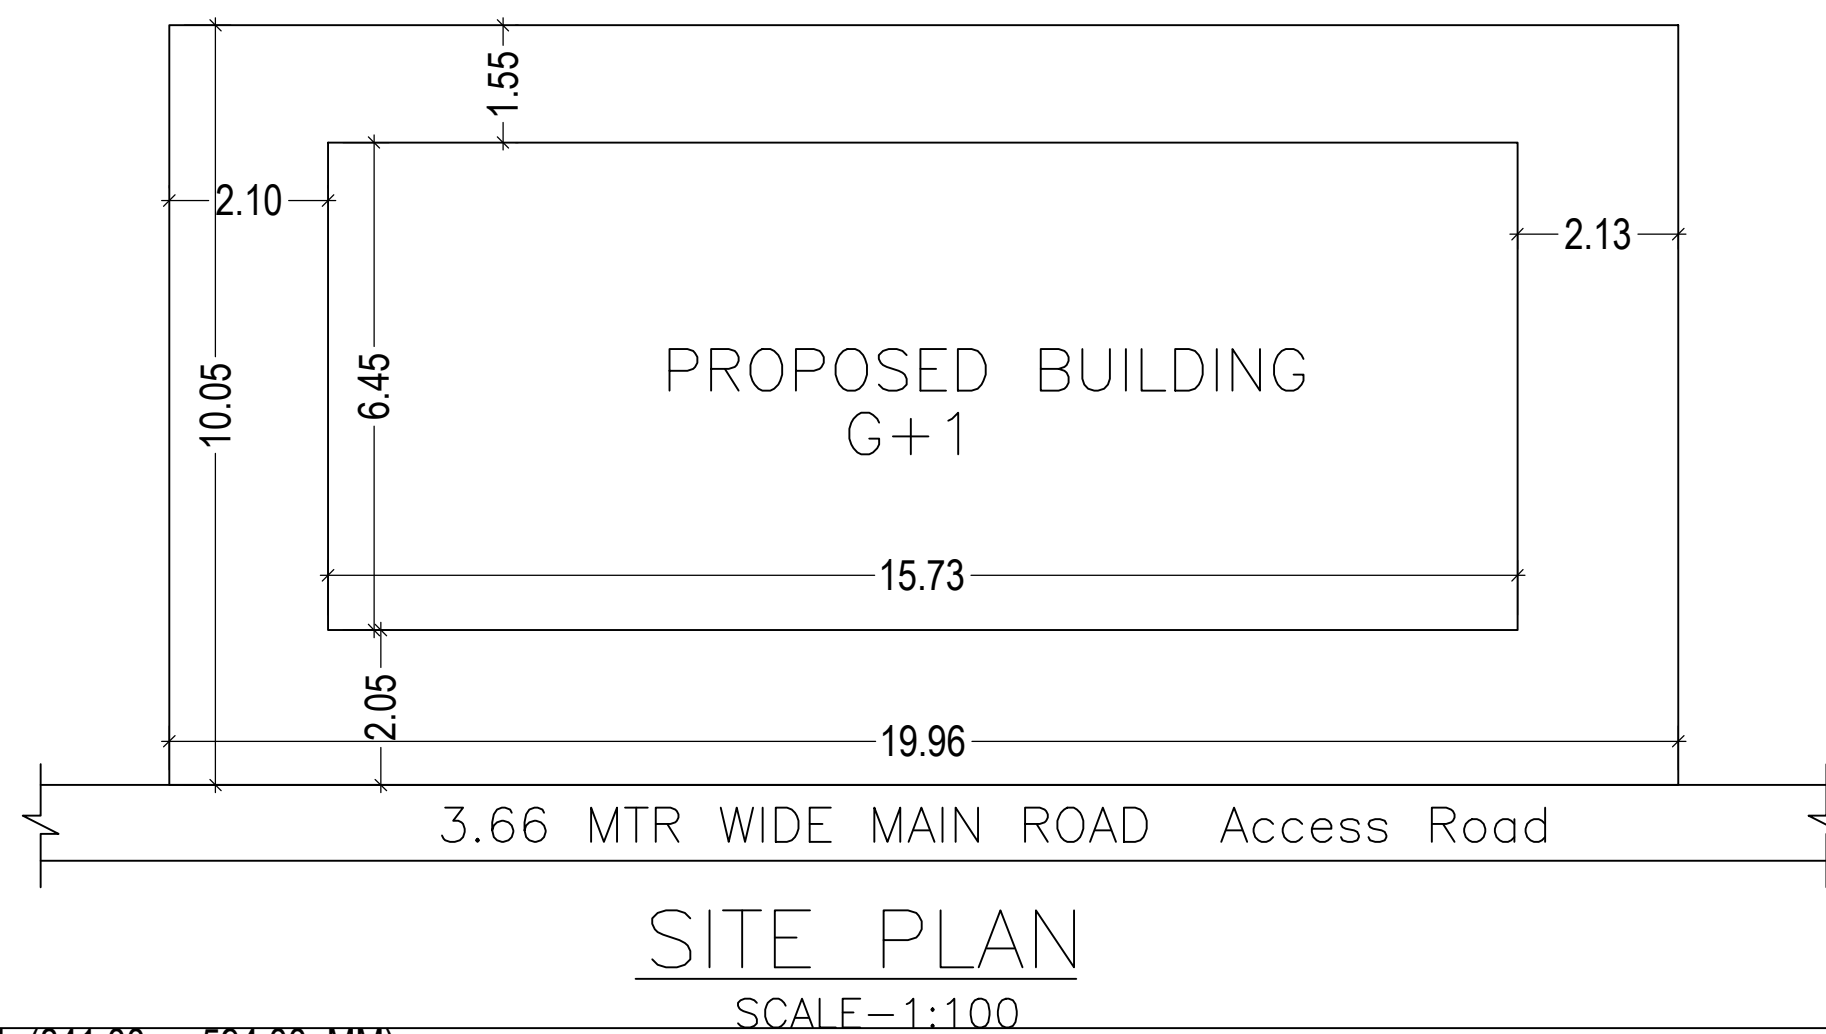 1.55
2.10
2.13
10.05
6.45
PROPOSED BUILDING
G+1
15.73
2.05
19.96
3.66 MTR WIDE MAIN ROAD Access Road
SITE PLAN
SCALE-1:100